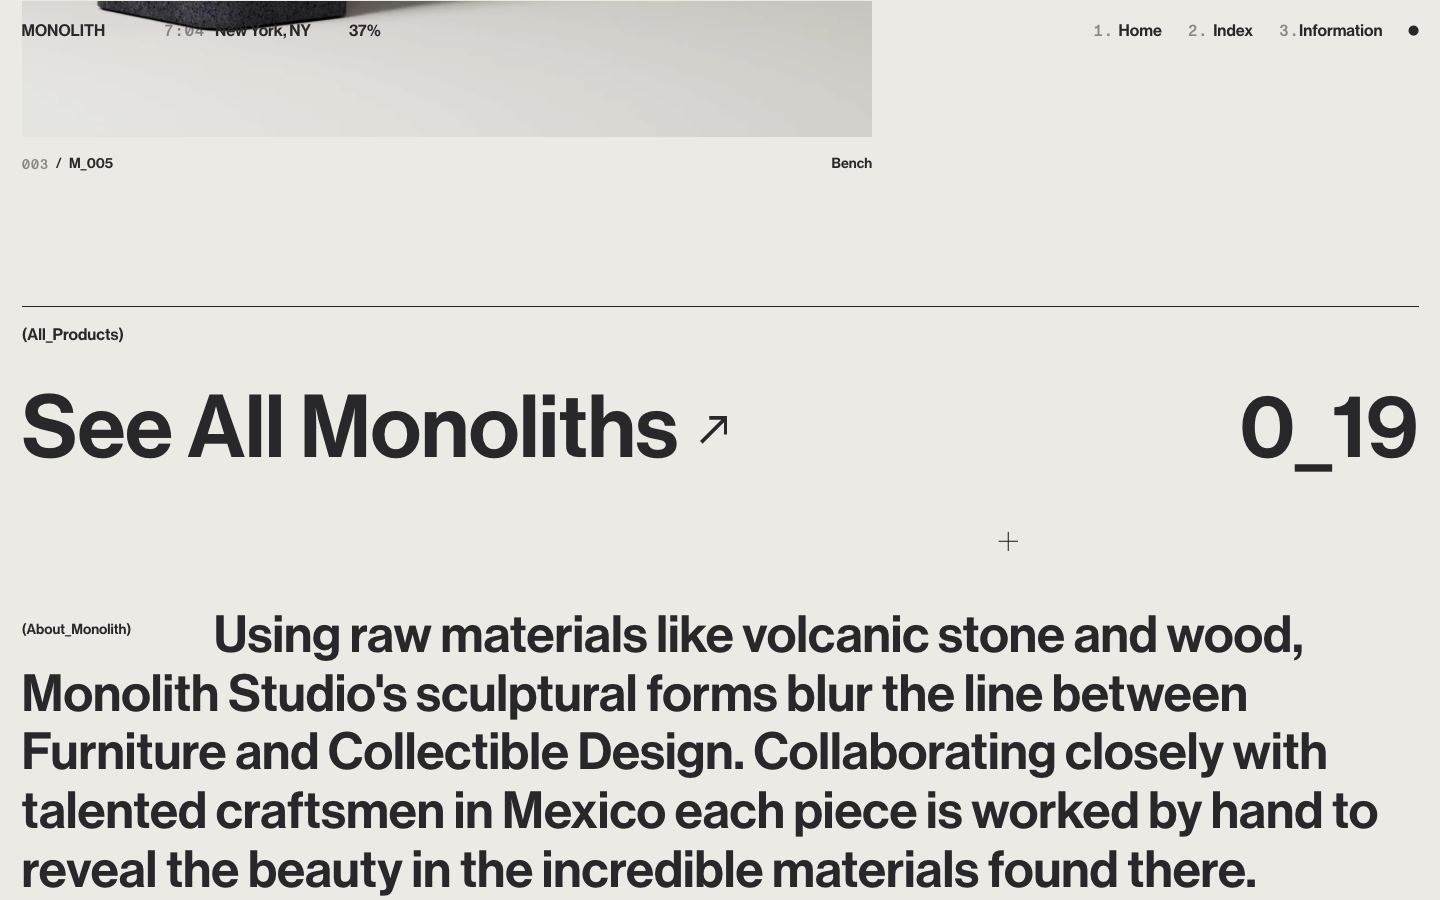 MONOLITH 7:04 New York, NY 37% 1. Home 2. Index 3. Information
003 / M_005 Bench
(All_Products)
See All Monoliths ↗ 0_19
(About_Monolith) Using raw materials like volcanic stone and wood,
Monolith Studio's sculptural forms blur the line between
Furniture and Collectible Design. Collaborating closely with
talented craftsmen in Mexico each piece is worked by hand to
reveal the beauty in the incredible materials found there.